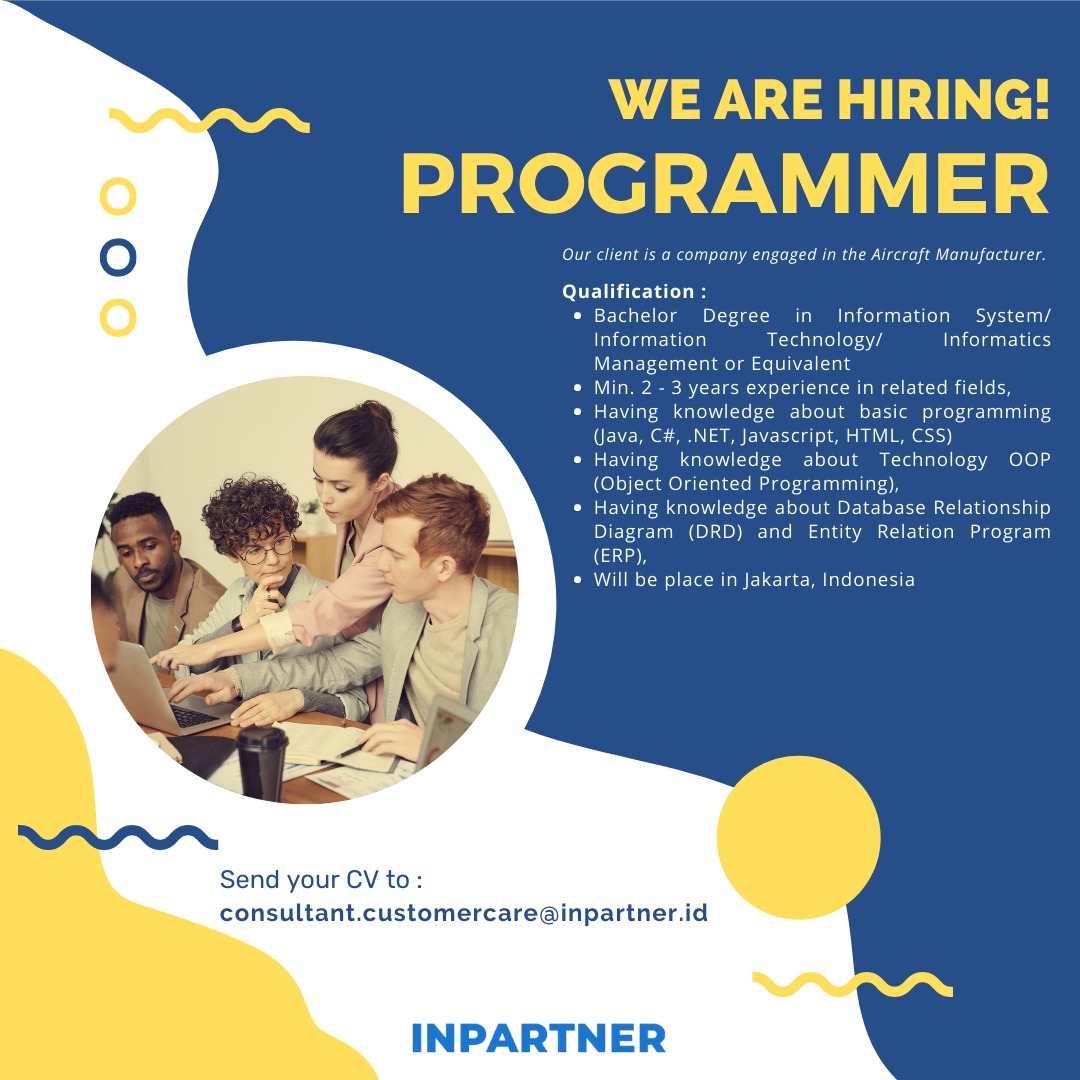 WE ARE HIRING!
PROGRAMMER
Our client is a company engaged in the Aircraft Manufacturer.
Qualification :
• Bachelor Degree in Information System/
Information Technology/ Informatics
Management or Equivalent
• Min. 2 - 3 years experience in related fields,
• Having knowledge about basic programming
(Java, C#, .NET, Javascript, HTML, CSS)
• Having knowledge about Technology OOP
(Object Oriented Programming),
• Having knowledge about Database Relationship
Diagram (DRD) and Entity Relation Program
(ERP),
• Will be place in Jakarta, Indonesia
Send your CV to :
consultant.customercare@inpartner.id
INPARTNER